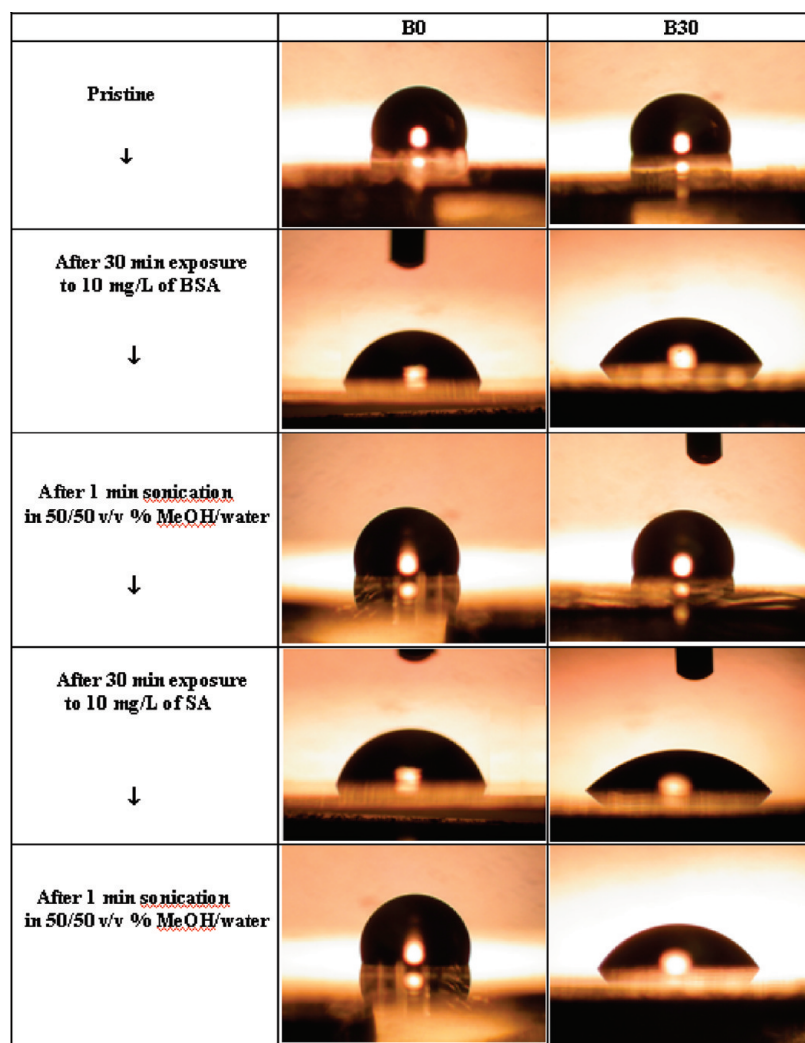 B0
B30
Pristine
↓
After 30 min exposure
to 10 mg/L of BSA
↓
After 1 min sonication
in 50/50 v/v % MeOH/water
↓
After 30 min exposure
to 10 mg/L of SA
↓
After 1 min sonication
in 50/50 v/v % MeOH/water